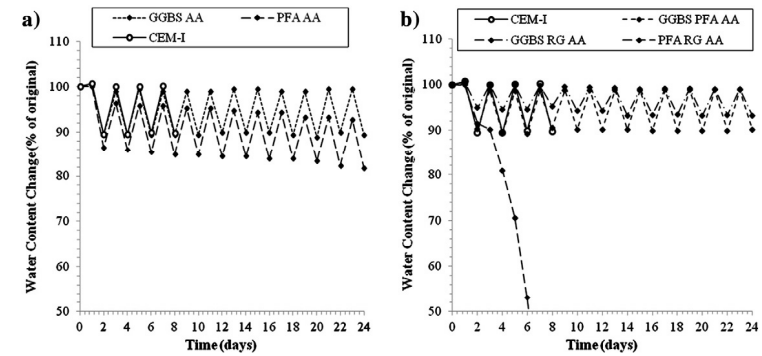 a)
GGBS AA
PFA AA
CEM-I
Water Content Change (% of original)
110
100
90
80
70
60
50
0 2 4 6 8 10 12 14 16 18 20 22 24
Time (days)
b)
CEM-I
GGBS PFA AA
GGBS RG AA
PFA RG AA
Water Content Change (% of original)
110
100
90
80
70
60
50
0 2 4 6 8 10 12 14 16 18 20 22 24
Time (days)